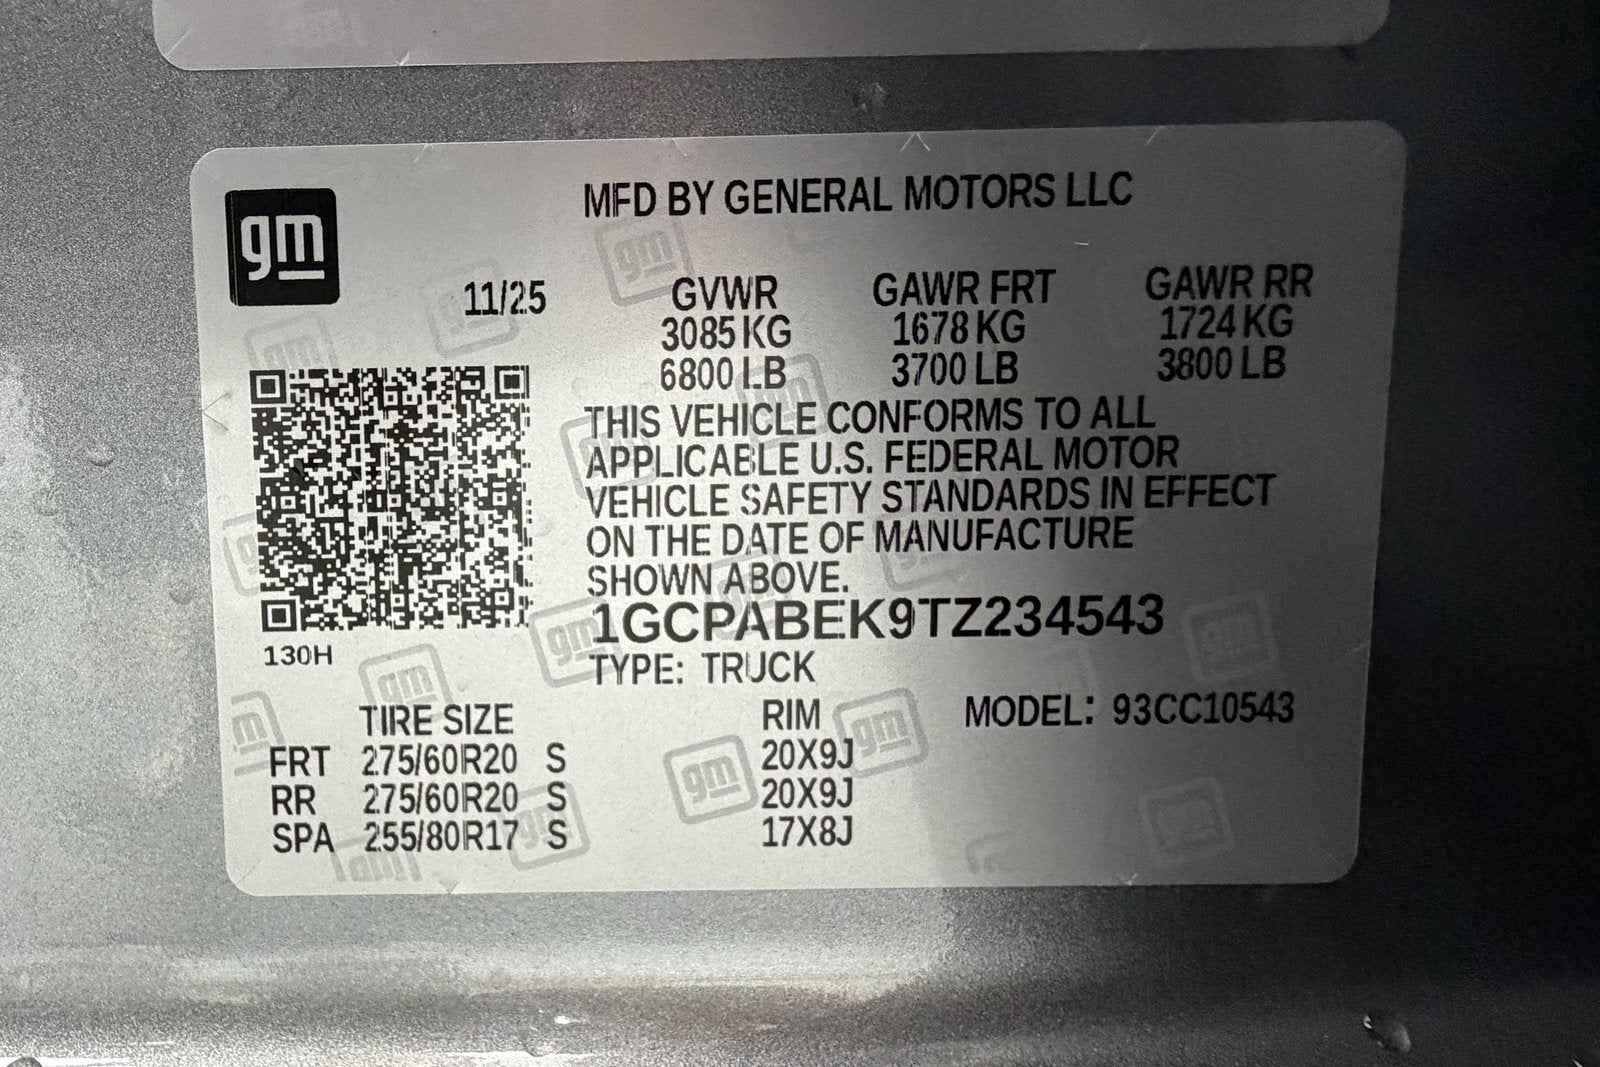 gm
MFD BY GENERAL MOTORS LLC
11/25
GVWR GAWR FRT GAWR RR
3085 KG 1678 KG 1724 KG
6800 LB 3700 LB 3800 LB
THIS VEHICLE CONFORMS TO ALL
APPLICABLE U.S. FEDERAL MOTOR
VEHICLE SAFETY STANDARDS IN EFFECT
ON THE DATE OF MANUFACTURE
SHOWN ABOVE.
1GCPABEK9TZ234543
130H
TYPE: TRUCK
TIRE SIZE RIM MODEL: 93CC10543
FRT 275/60R20 S 20X9J
RR 275/60R20 S 20X9J
SPA 255/80R17 S 17X8J